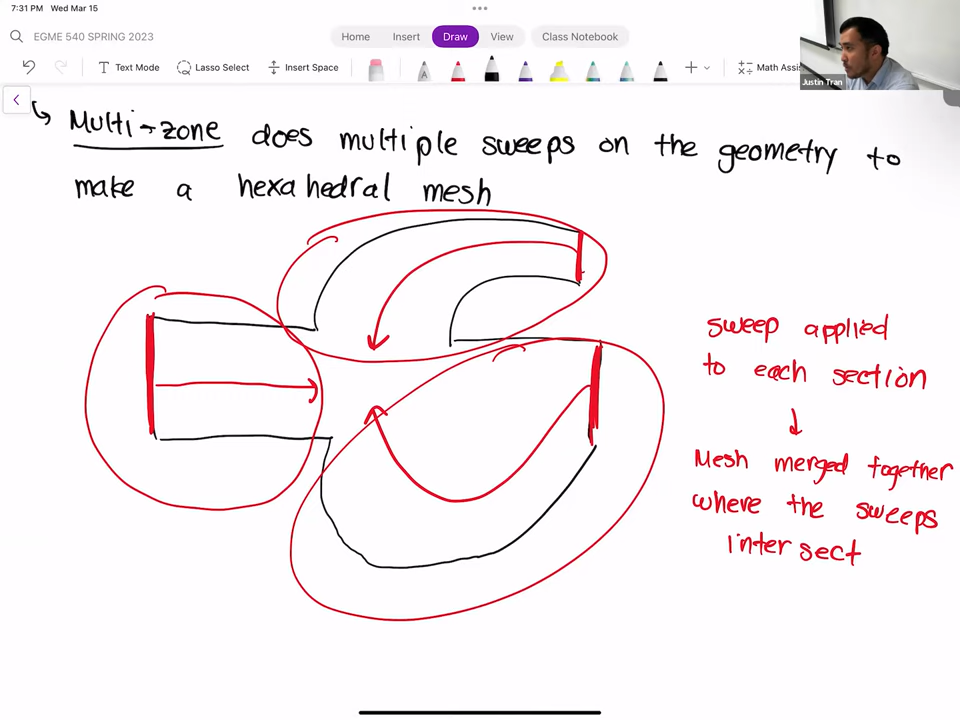 7:31 PM Wed Mar 15
EGME 540 SPRING 2023
Home Insert Draw View Class Notebook
Text Mode Lasso Select Insert Space Math Assis
Justin Tran
Multi-zone does multiple sweeps on the geometry to
make a hexahedral mesh
sweep applied
to each section
Mesh merged together
where the sweeps
intersect